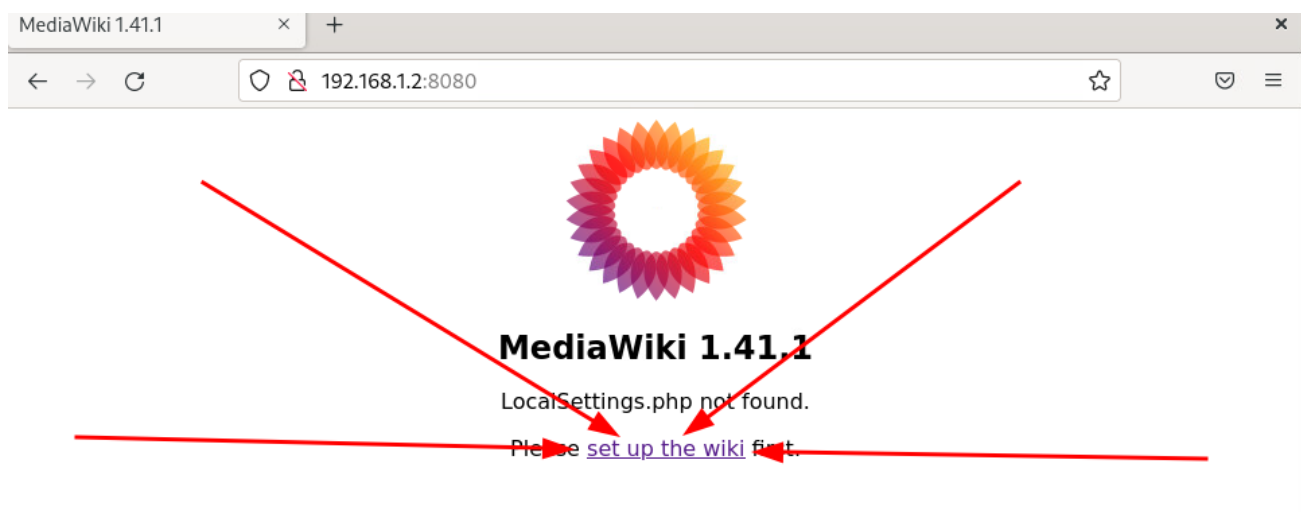 MediaWiki 1.41.1
192.168.1.2:8080
MediaWiki 1.41.1
LocalSettings.php not found.
Please set up the wiki first.